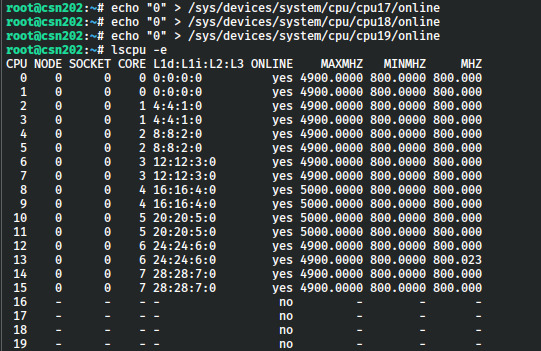 root@csn202:~# echo "0" > /sys/devices/system/cpu/cpu17/online
root@csn202:~# echo "0" > /sys/devices/system/cpu/cpu18/online
root@csn202:~# echo "0" > /sys/devices/system/cpu/cpu19/online
root@csn202:~# lscpu -e
CPU NODE SOCKET CORE L1d:L1i:L2:L3 ONLINE MAXMHZ MINMHZ MHZ
0 0 0 0 0:0:0:0 yes 4900.0000 800.0000 800.000
1 0 0 0 0:0:0:0 yes 4900.0000 800.0000 800.000
2 0 0 1 4:4:1:0 yes 4900.0000 800.0000 800.000
3 0 0 1 4:4:1:0 yes 4900.0000 800.0000 800.000
4 0 0 2 8:8:2:0 yes 4900.0000 800.0000 800.000
5 0 0 2 8:8:2:0 yes 4900.0000 800.0000 800.000
6 0 0 3 12:12:3:0 yes 4900.0000 800.0000 800.000
7 0 0 3 12:12:3:0 yes 4900.0000 800.0000 800.000
8 0 0 4 16:16:4:0 yes 5000.0000 800.0000 800.000
9 0 0 4 16:16:4:0 yes 5000.0000 800.0000 800.000
10 0 0 5 20:20:5:0 yes 5000.0000 800.0000 800.000
11 0 0 5 20:20:5:0 yes 5000.0000 800.0000 800.000
12 0 0 6 24:24:6:0 yes 4900.0000 800.0000 800.000
13 0 0 6 24:24:6:0 yes 4900.0000 800.0000 800.023
14 0 0 7 28:28:7:0 yes 4900.0000 800.0000 800.000
15 0 0 7 28:28:7:0 yes 4900.0000 800.0000 800.000
16 - - - - no - - -
17 - - - - no - - -
18 - - - - no - - -
19 - - - - no - - -